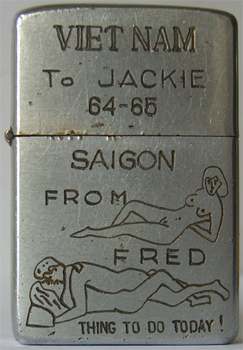 VIET NAM
To JACKIE
64-65
SAIGON
FROM
FRED
THING TO DO TODAY!